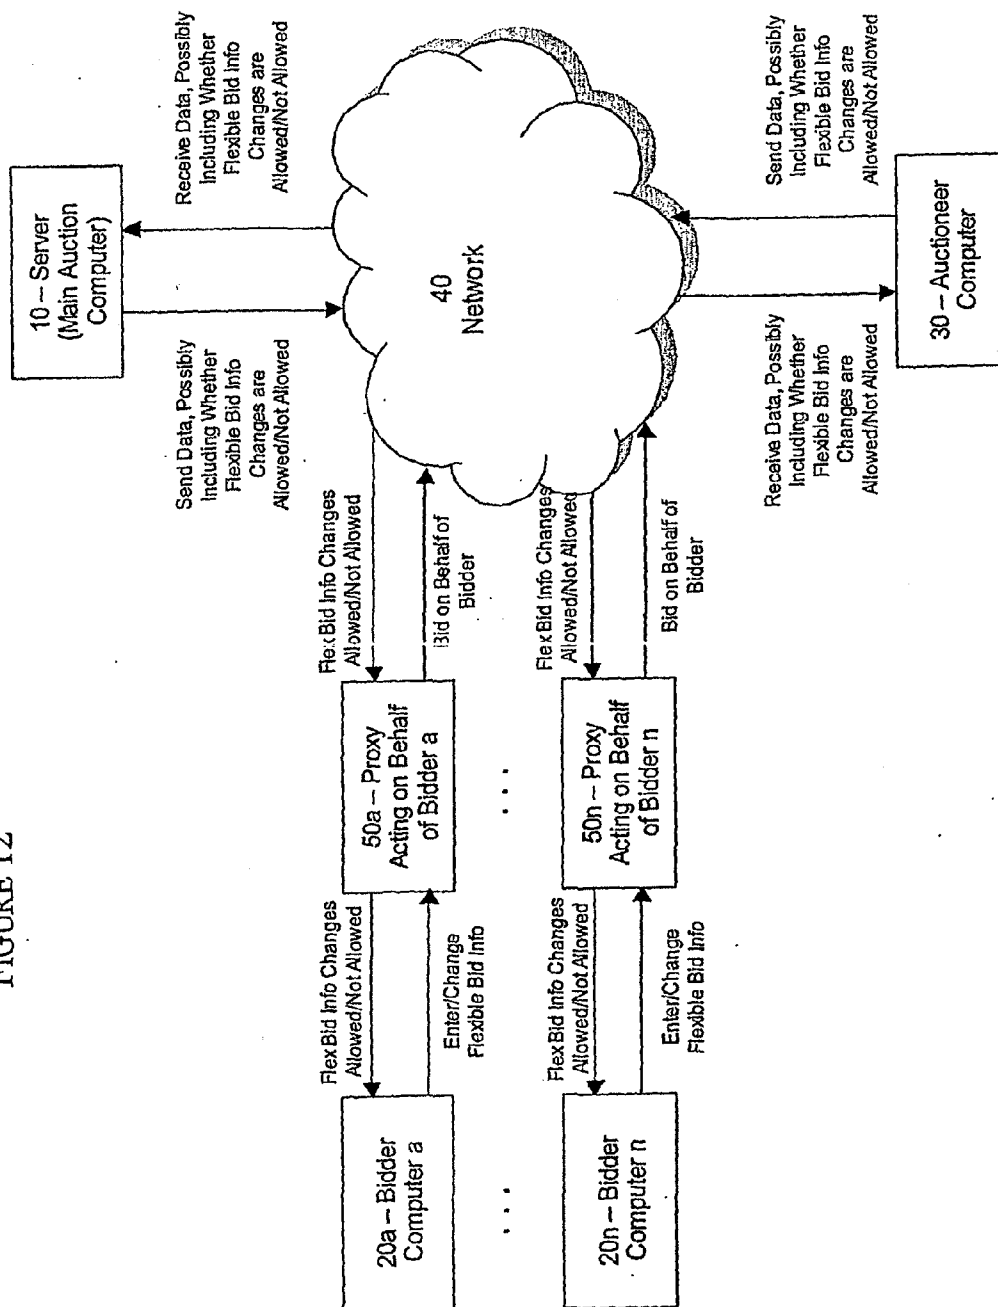 FIGURE 12
20a – Bidder
Computer a
. . .
20n – Bidder
Computer n
Flex Bid Info Changes
Allowed/Not Allowed
Enter/Change
Flexible Bid Info
Flex Bid Info Changes
Allowed/Not Allowed
Enter/Change
Flexible Bid Info
50a – Proxy
Acting on Behalf
of Bidder a
. . .
50n – Proxy
Acting on Behalf
of Bidder n
Flex Bid Info Changes
Allowed/Not Allowed
Bid on Behalf of
Bidder
Flex Bid Info Changes
Allowed/Not Allowed
Bid on Behalf of
Bidder
40
Network
Send Data, Possibly
Including Whether
Flexible Bid Info
Changes are
Allowed/Not Allowed
10 – Server
(Main Auction
Computer)
Receive Data, Possibly
Including Whether
Flexible Bid Info
Changes are
Allowed/Not Allowed
Receive Data, Possibly
Including Whether
Flexible Bid Info
Changes are
Allowed/Not Allowed
30 – Auctioneer
Computer
Send Data, Possibly
Including Whether
Flexible Bid Info
Changes are
Allowed/Not Allowed